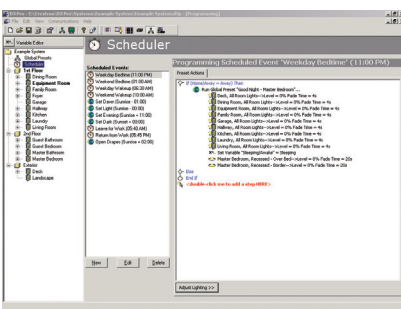 File Edit View Communications Help
Variable Editor
Scheduler
Example System
Global Presets
Scheduler
1st Floor
Dining Room
Equipment Room
Family Room
Foyer
Garage
Hallway
Kitchen
Laundry
Living Room
2nd Floor
Guest Bathroom
Guest Bedroom
Master Bathroom
Master Bedroom
Exterior
Deck
Landscape
Scheduled Events:
Weekday Bedtime (11:00 PM)
Weekend Bedtime (01:00 AM)
Weekday Wakeup (06:30 AM)
Weekend Wakeup (10:00 AM)
Set Dawn (Sunrise - 01:00)
Set Light (Sunrise - 00:00)
Set Evening (Sunset - 11:00)
Set Dark (Sunset + 00:00)
Leave for Work (05:40 AM)
Return from Work (05:45 PM)
Open Drapes (Sunrise + 02:00)
New Edit Delete
Programming Scheduled Event "Weekday Bedtime" (11:00 PM)
Preset Actions
If (Home/Away = Away) Then
Run Global Preset "Good Night - Master Bedroom"...
Deck, All Room Lights-->Level = 0% Fade Time = 4s
Dining Room, All Room Lights-->Level = 0% Fade Time = 4s
Equipment Room, All Room Lights-->Level = 0% Fade Time = 4s
Family Room, All Room Lights-->Level = 0% Fade Time = 4s
Garage, All Room Lights-->Level = 0% Fade Time = 4s
Hallway, All Room Lights-->Level = 0% Fade Time = 4s
Kitchen, All Room Lights-->Level = 0% Fade Time = 4s
Laundry, All Room Lights-->Level = 0% Fade Time = 4s
Living Room, All Room Lights-->Level = 0% Fade Time = 4s
Set Variable "Sleeping/Awake" = Sleeping
Master Bedroom, Recessed - Over Bed-->Level = 0% Fade Time = 20s
Master Bedroom, Recessed - Border-->Level = 0% Fade Time = 20s
Else
End If
<double-click me to add a step HERE>
Adjust Lighting >>